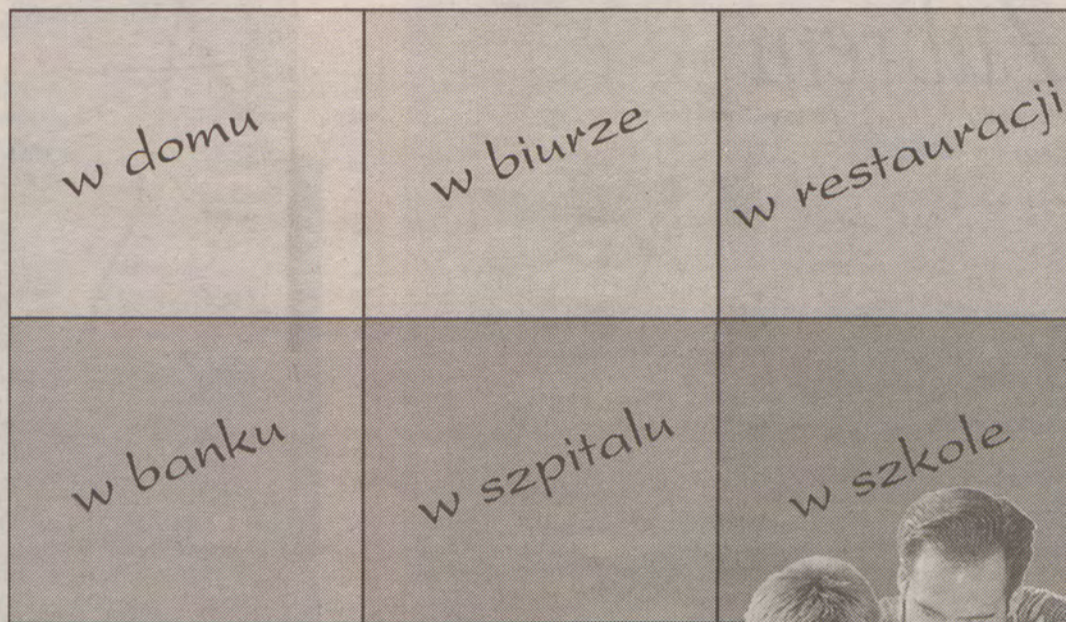 w domu
w biurze
w restauracji
w banku
w szpitalu
w szkole